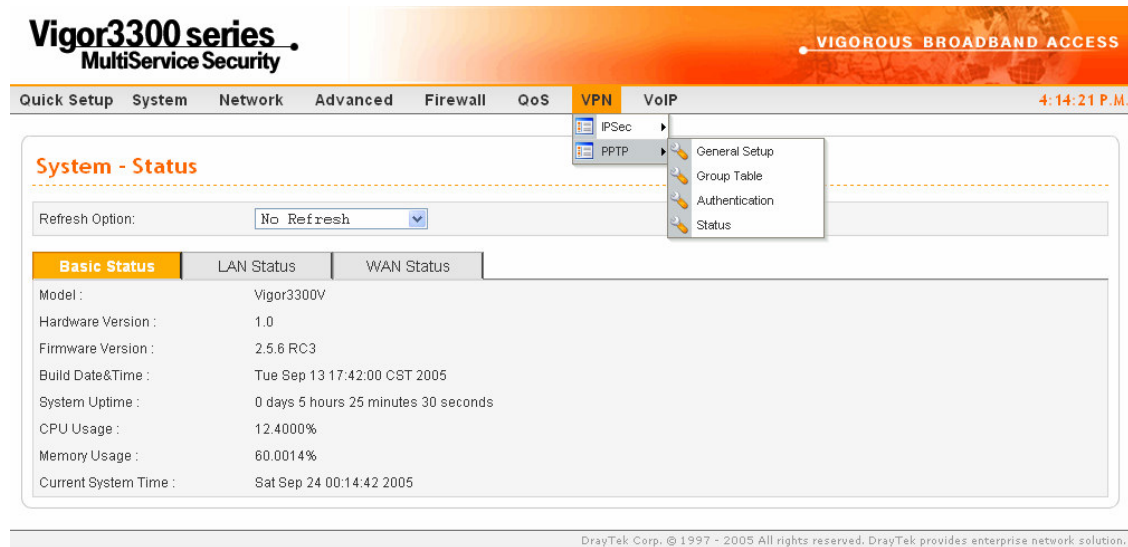 Vigor3300 series
MultiService Security
VIGOROUS BROADBAND ACCESS
Quick Setup System Network Advanced Firewall QoS VPN VoIP 4:14:21 P.M.
IPSec
PPTP
General Setup
Group Table
Authentication
Status
System - Status
Refresh Option: No Refresh
Basic Status LAN Status WAN Status
Model : Vigor3300V
Hardware Version : 1.0
Firmware Version : 2.5.6 RC3
Build Date&Time : Tue Sep 13 17:42:00 CST 2005
System Uptime : 0 days 5 hours 25 minutes 30 seconds
CPU Usage : 12.4000%
Memory Usage : 60.0014%
Current System Time : Sat Sep 24 00:14:42 2005
DrayTek Corp. © 1997 - 2005 All rights reserved. DrayTek provides enterprise network solution.